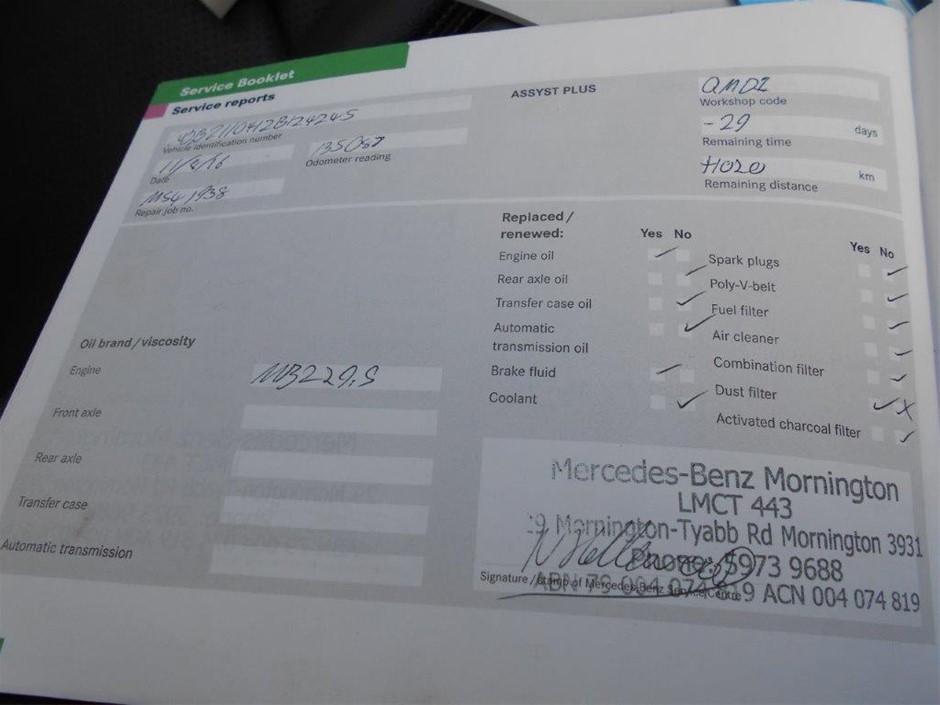 Service Booklet
Service reports
Vehicle identification number
Date
Odometer reading
MS41938
Repair job no.
ASSYST PLUS
Workshop code
-29 days
Remaining time
4020 km
Remaining distance
Replaced/
renewed:
Yes No
Engine oil
Rear axle oil
Transfer case oil
Automatic
transmission oil
Brake fluid
Coolant
Yes No
Spark plugs
Poly-V-belt
Fuel filter
Air cleaner
Combination filter
Dust filter
Activated charcoal filter
Oil brand/viscosity
Engine MB229.5
Front axle
Rear axle
Transfer case
Automatic transmission
Mercedes-Benz Mornington
LMCT 443
Mornington-Tyabb Rd Mornington 3931
Phone: 5973 9688
Signature/Stamp of Mercedes-Benz Service Centre
ACN 004 074 819